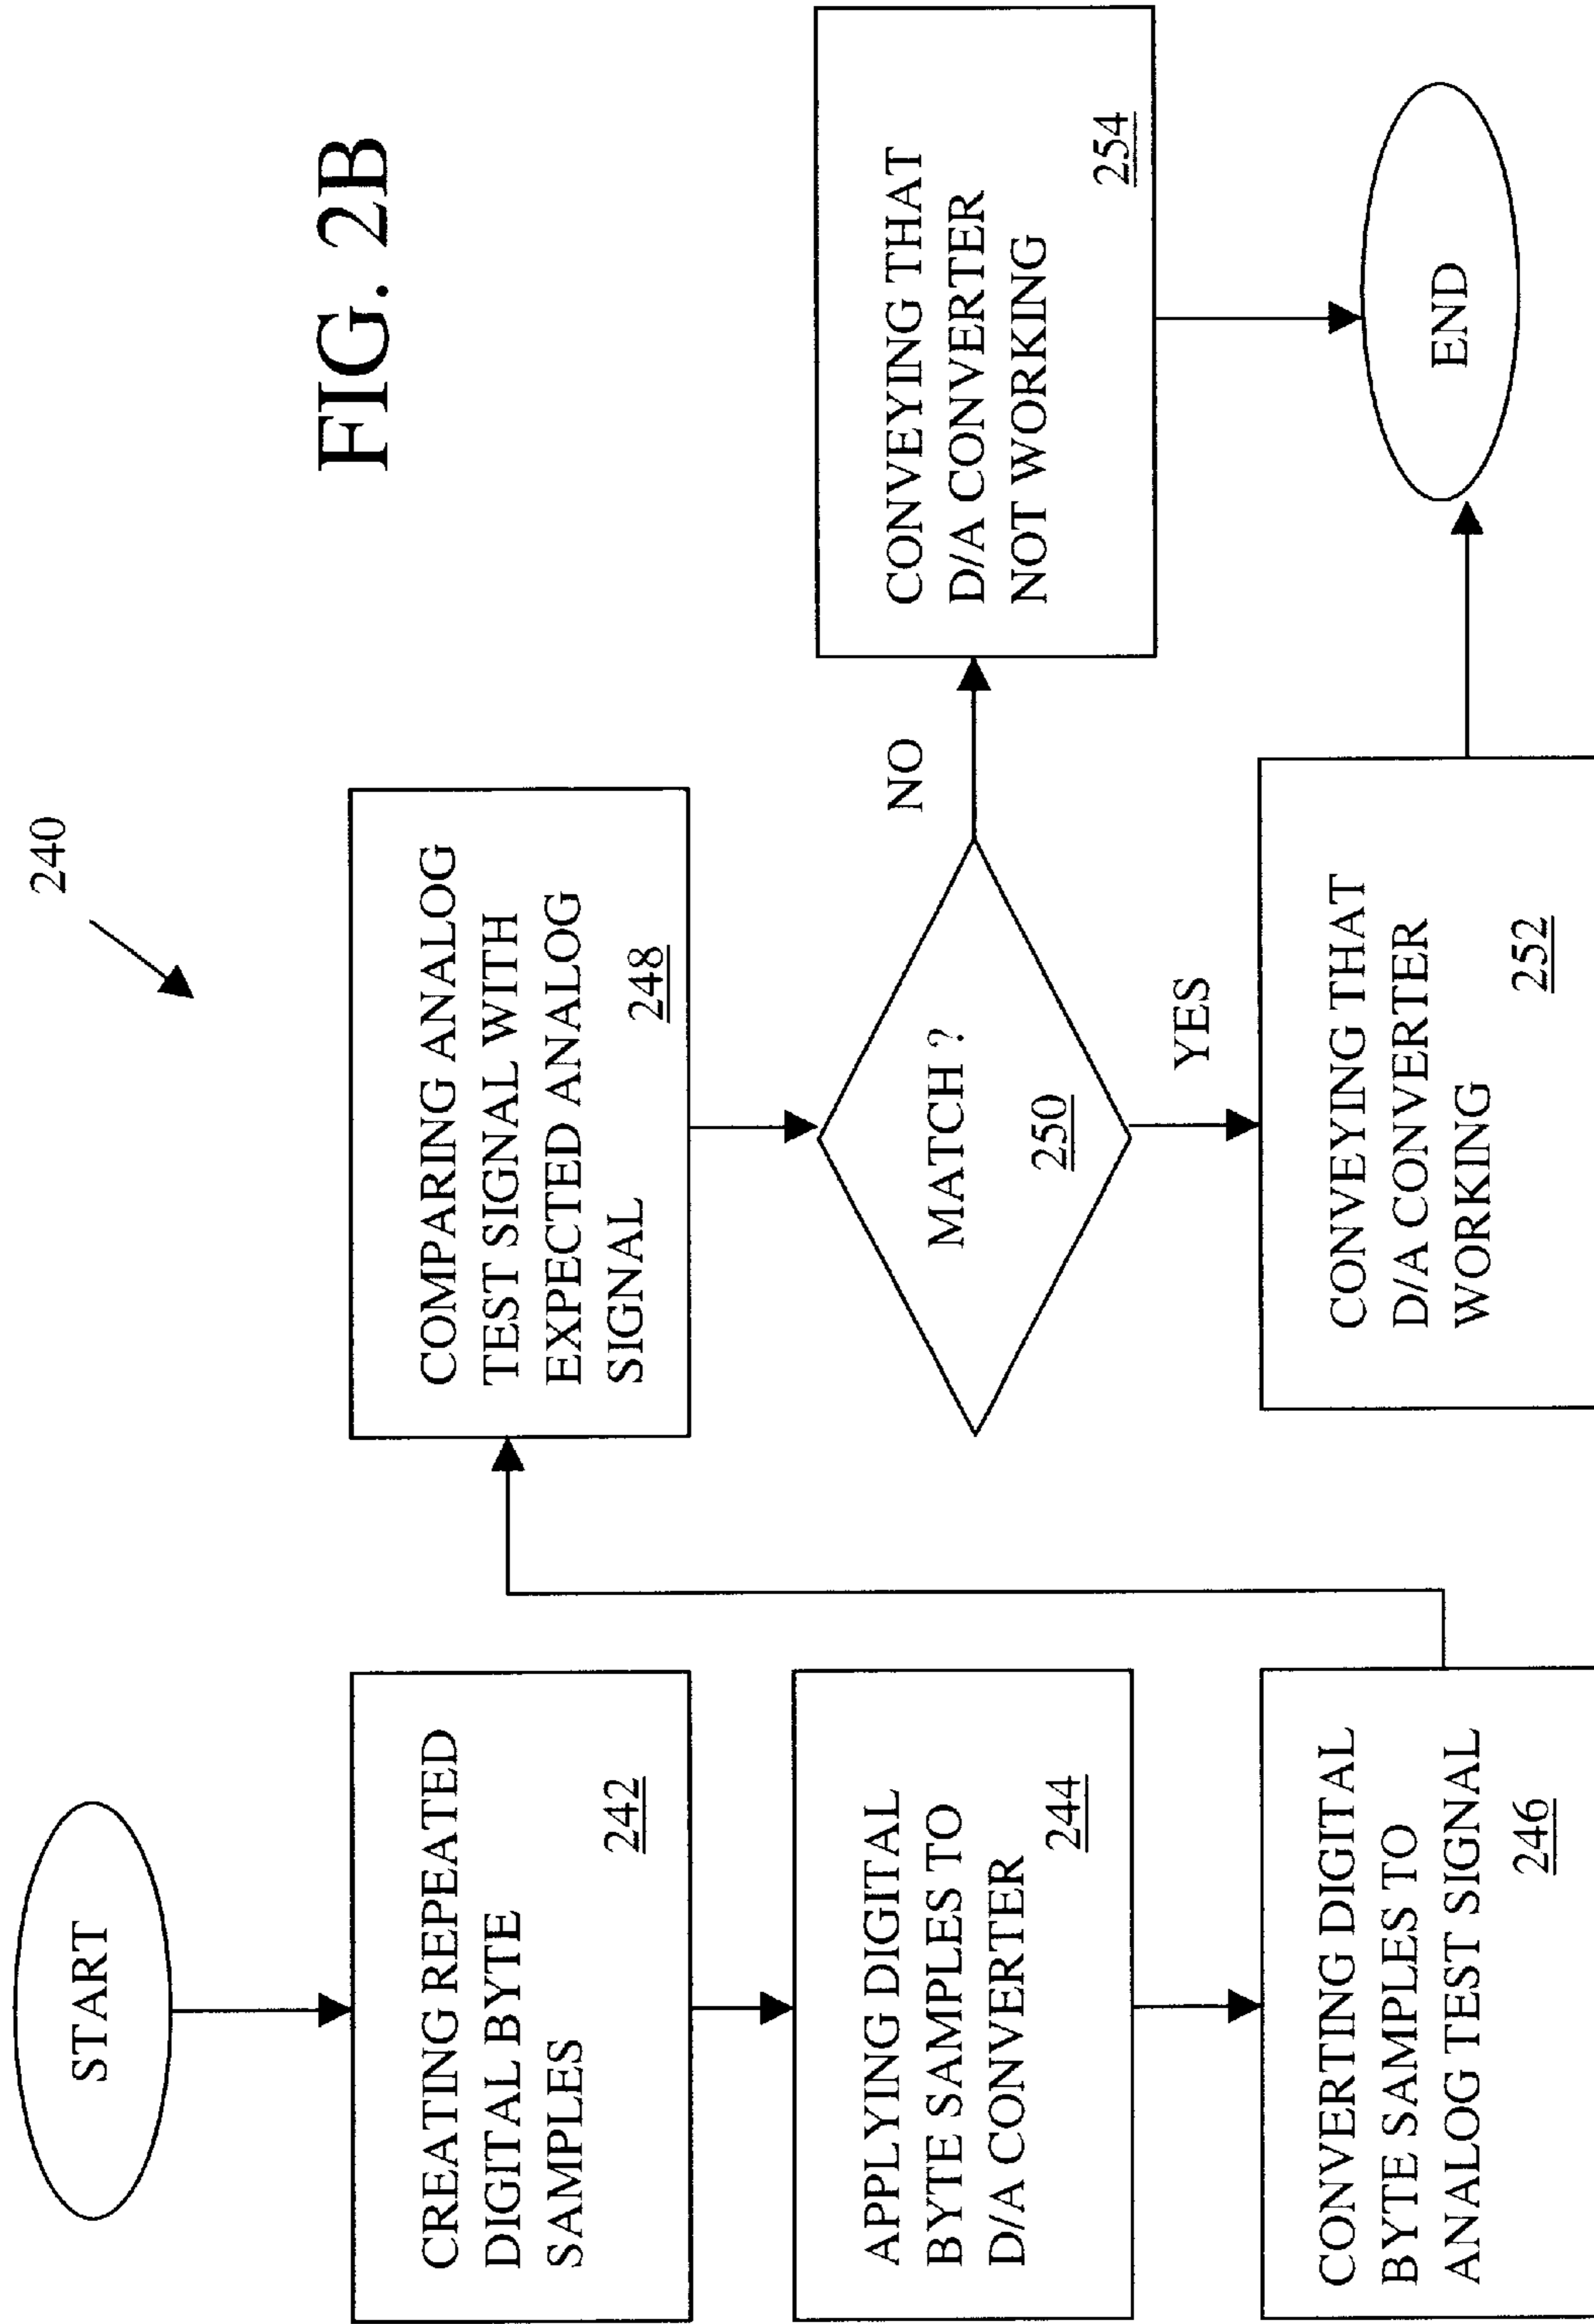 FIG. 2B
240
START
CREATING REPEATED
DIGITAL BYTE
SAMPLES
242
APPLYING DIGITAL
BYTE SAMPLES TO
D/A CONVERTER
244
CONVERTING DIGITAL
BYTE SAMPLES TO
ANALOG TEST SIGNAL
246
COMPARING ANALOG
TEST SIGNAL WITH
EXPECTED ANALOG
SIGNAL
248
MATCH ?
250
NO
YES
CONVEYING THAT
D/A CONVERTER
WORKING
252
CONVEYING THAT
D/A CONVERTER
NOT WORKING
254
END